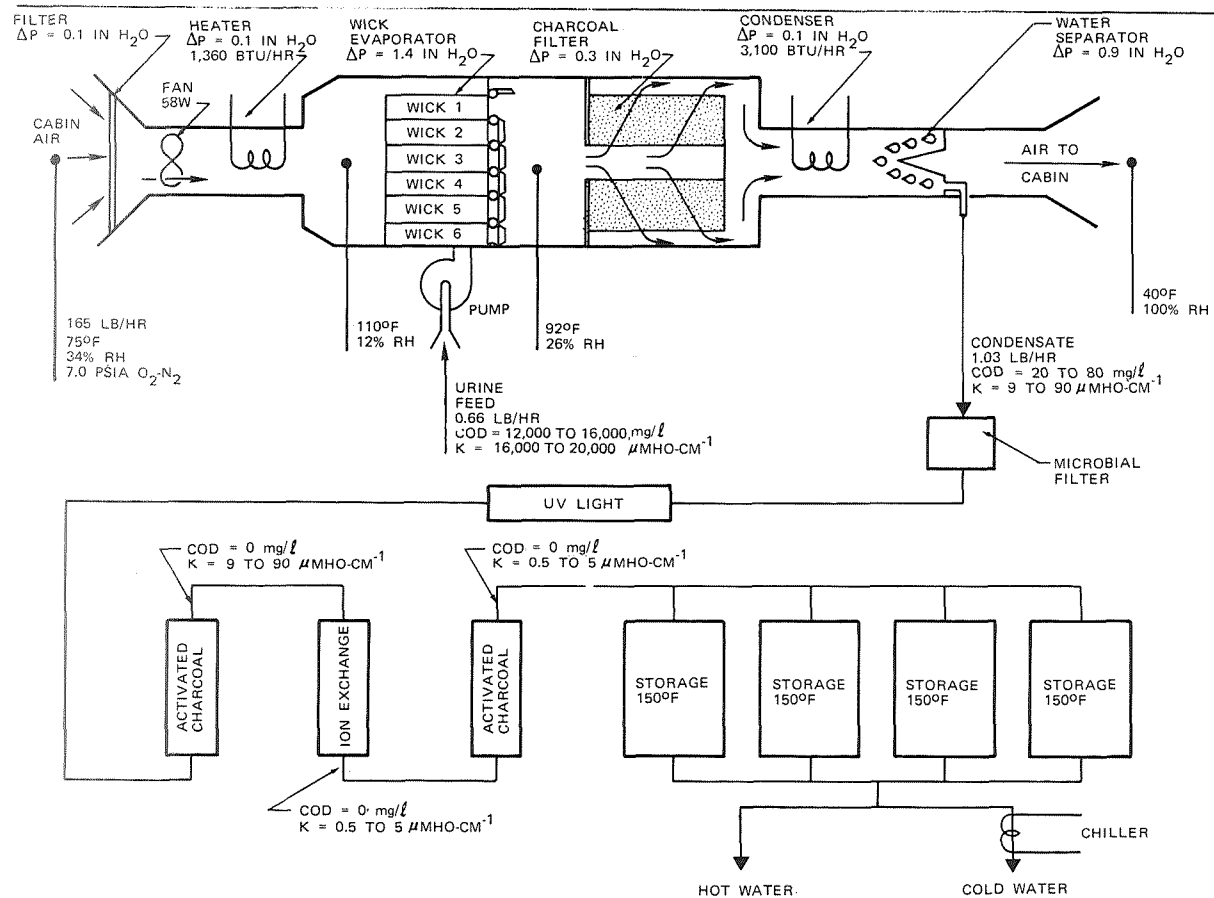 FILTER
ΔP = 0.1 IN H2O
HEATER
ΔP = 0.1 IN H2O
1,360 BTU/HR
WICK
EVAPORATOR
ΔP = 1.4 IN H2O
CHARCOAL
FILTER
ΔP = 0.3 IN H2O
CONDENSER
ΔP = 0.1 IN H2O
3,100 BTU/HR
WATER
SEPARATOR
ΔP = 0.9 IN H2O
FAN
58W
CABIN
AIR
WICK 1
WICK 2
WICK 3
WICK 4
WICK 5
WICK 6
AIR TO
CABIN
PUMP
165 LB/HR
75ºF
34% RH
7.0 PSIA O2-N2
110ºF
12% RH
92ºF
26% RH
40ºF
100% RH
URINE
FEED
0.66 LB/HR
COD = 12,000 TO 16,000 mg/ℓ
K = 16,000 TO 20,000 μMHO-CM-1
CONDENSATE
1.03 LB/HR
COD = 20 TO 80 mg/ℓ
K = 9 TO 90 μMHO-CM-1
MICROBIAL
FILTER
UV LIGHT
COD = 0 mg/ℓ
K = 9 TO 90 μMHO-CM-1
COD = 0 mg/ℓ
K = 0.5 TO 5 μMHO-CM-1
ACTIVATED
CHARCOAL
ION EXCHANGE
ACTIVATED
CHARCOAL
STORAGE
150ºF
STORAGE
150ºF
STORAGE
150ºF
STORAGE
150ºF
COD = 0 mg/ℓ
K = 0.5 TO 5 μMHO-CM-1
CHILLER
HOT WATER
COLD WATER